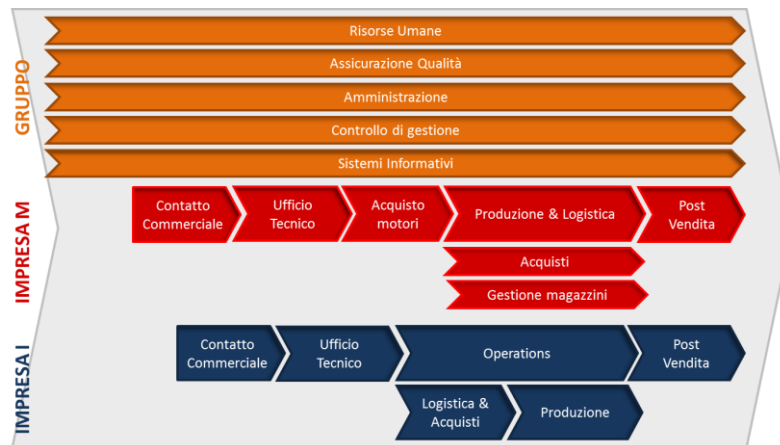 GRUPPO
Risorse Umane
Assicurazione Qualità
Amministrazione
Controllo di gestione
Sistemi Informativi
IMPRESA M
Contatto
Commerciale
Ufficio
Tecnico
Acquisto
motori
Produzione & Logistica
Post
Vendita
Acquisti
Gestione magazzini
IMPRESA I
Contatto
Commerciale
Ufficio
Tecnico
Operations
Post
Vendita
Logistica &
Acquisti
Produzione